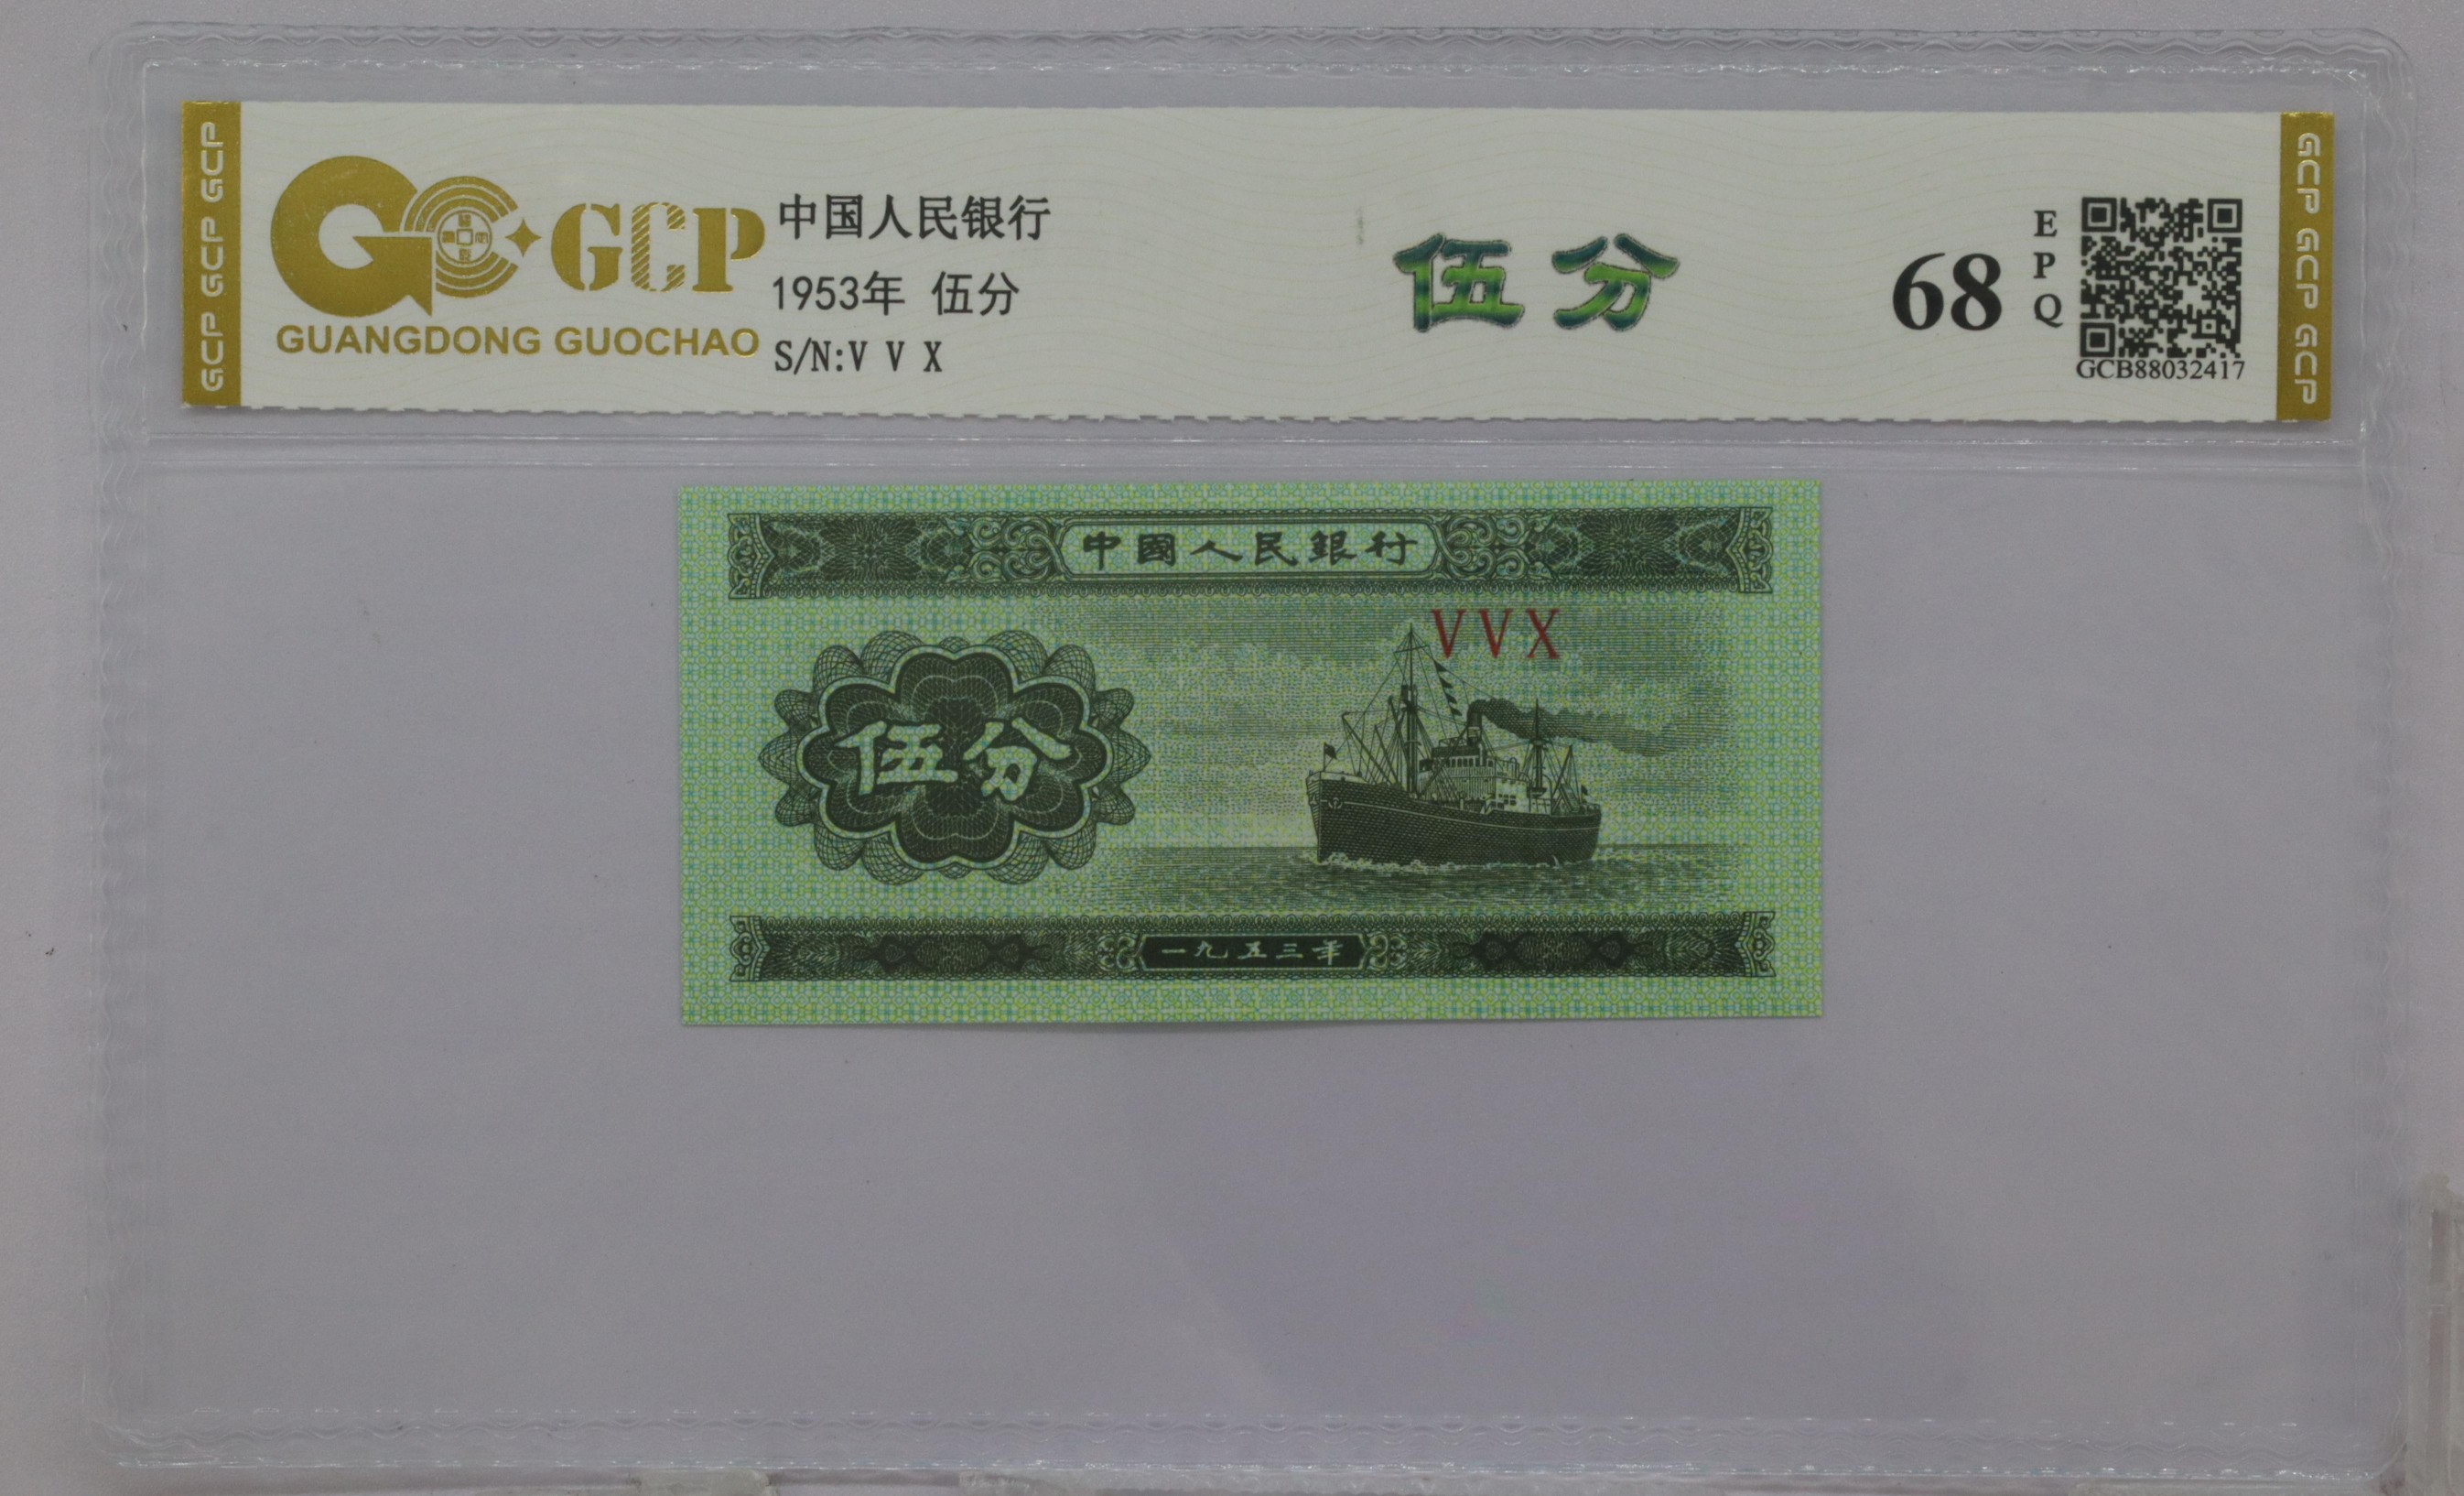 GCP GCP GCP
GCP
GUANGDONG GUOCHAO
中国人民银行
1953年 伍分
S/N:V V X
伍分
68
E
P
Q
GCB88032417
GCP GCP GCP
中國人民銀行
VVX
伍分
一九五三年